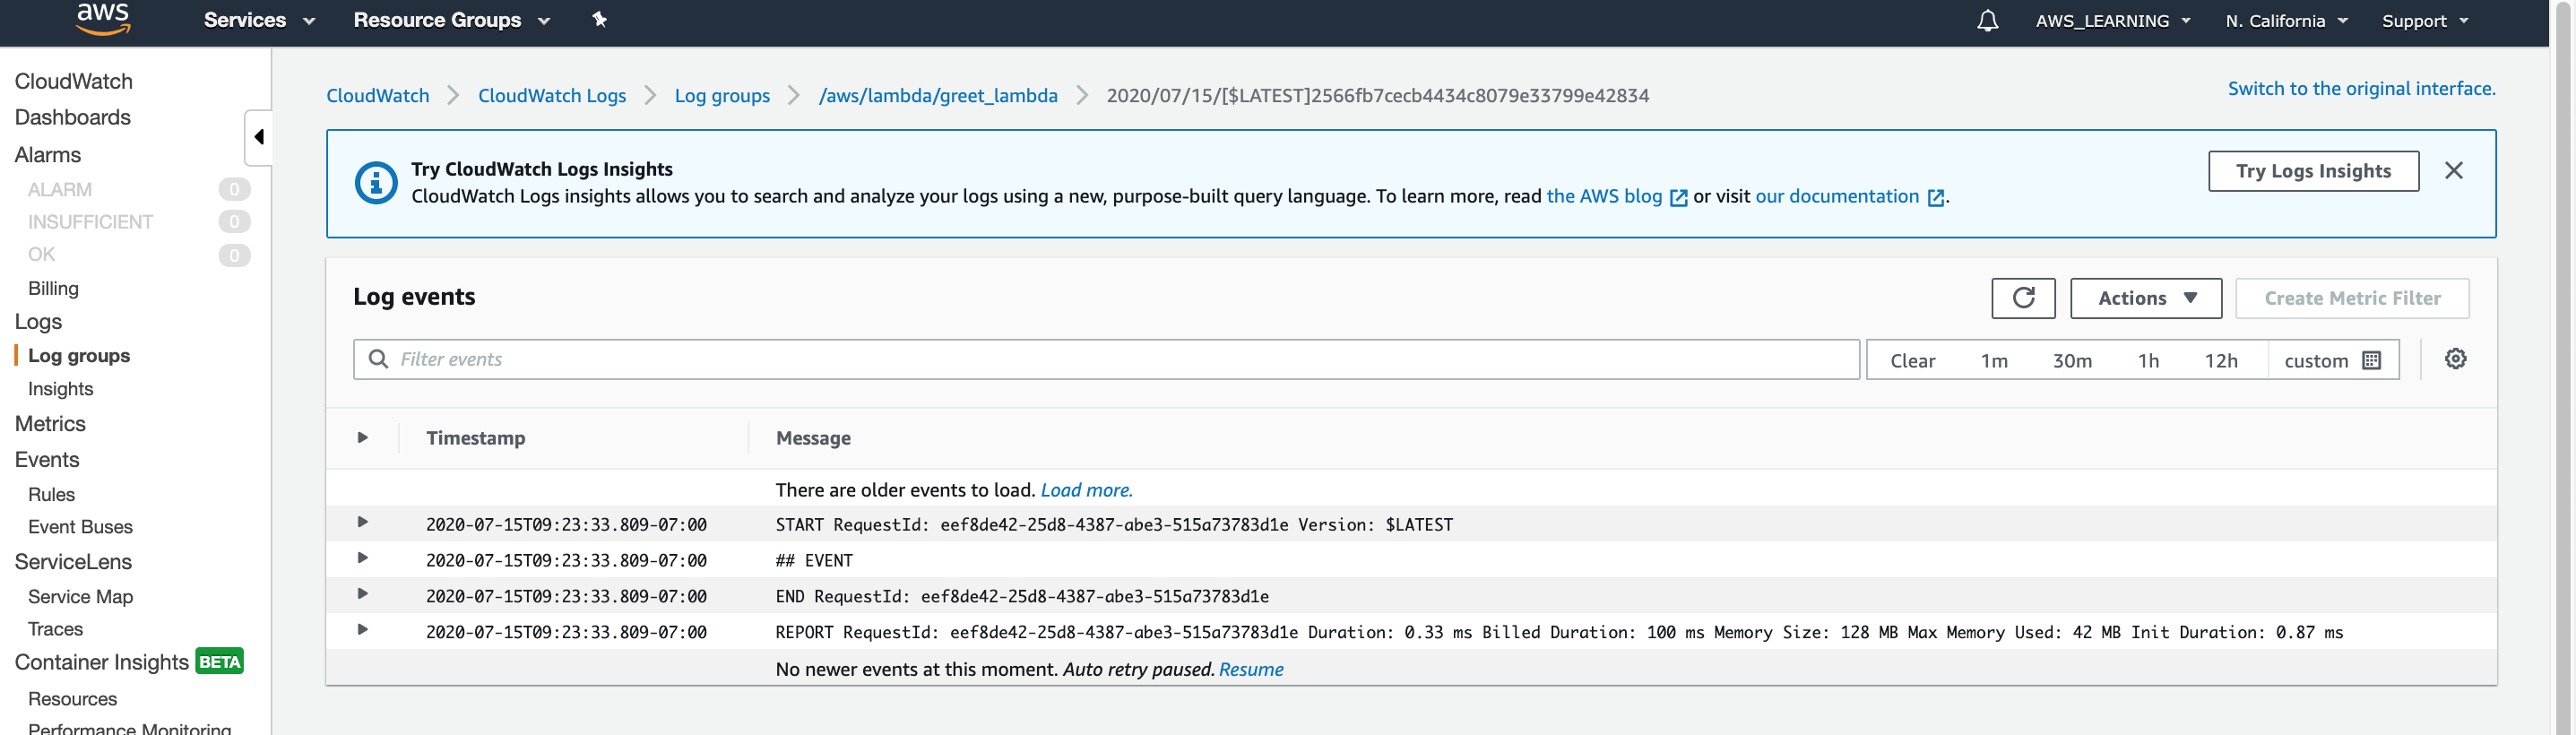 aws Services Resource Groups AWS_LEARNING N. California Support
CloudWatch
Dashboards
Alarms
ALARM 0
INSUFFICIENT 0
OK 0
Billing
Logs
Log groups
Insights
Metrics
Events
Rules
Event Buses
ServiceLens
Service Map
Traces
Container Insights BETA
Resources
Performance Monitoring
CloudWatch CloudWatch Logs Log groups /aws/lambda/greet_lambda 2020/07/15/[$LATEST]2566fb7cecb4434c8079e33799e42834
Switch to the original interface.
Try CloudWatch Logs Insights
CloudWatch Logs insights allows you to search and analyze your logs using a new, purpose-built query language. To learn more, read the AWS blog or visit our documentation .
Try Logs Insights
Log events
Actions Create Metric Filter
Filter events
Clear 1m 30m 1h 12h custom
Timestamp Message
There are older events to load. Load more.
2020-07-15T09:23:33.809-07:00 START RequestId: eef8de42-25d8-4387-abe3-515a73783d1e Version: $LATEST
2020-07-15T09:23:33.809-07:00 ## EVENT
2020-07-15T09:23:33.809-07:00 END RequestId: eef8de42-25d8-4387-abe3-515a73783d1e
2020-07-15T09:23:33.809-07:00 REPORT RequestId: eef8de42-25d8-4387-abe3-515a73783d1e Duration: 0.33 ms Billed Duration: 100 ms Memory Size: 128 MB Max Memory Used: 42 MB Init Duration: 0.87 ms
No newer events at this moment. Auto retry paused. Resume